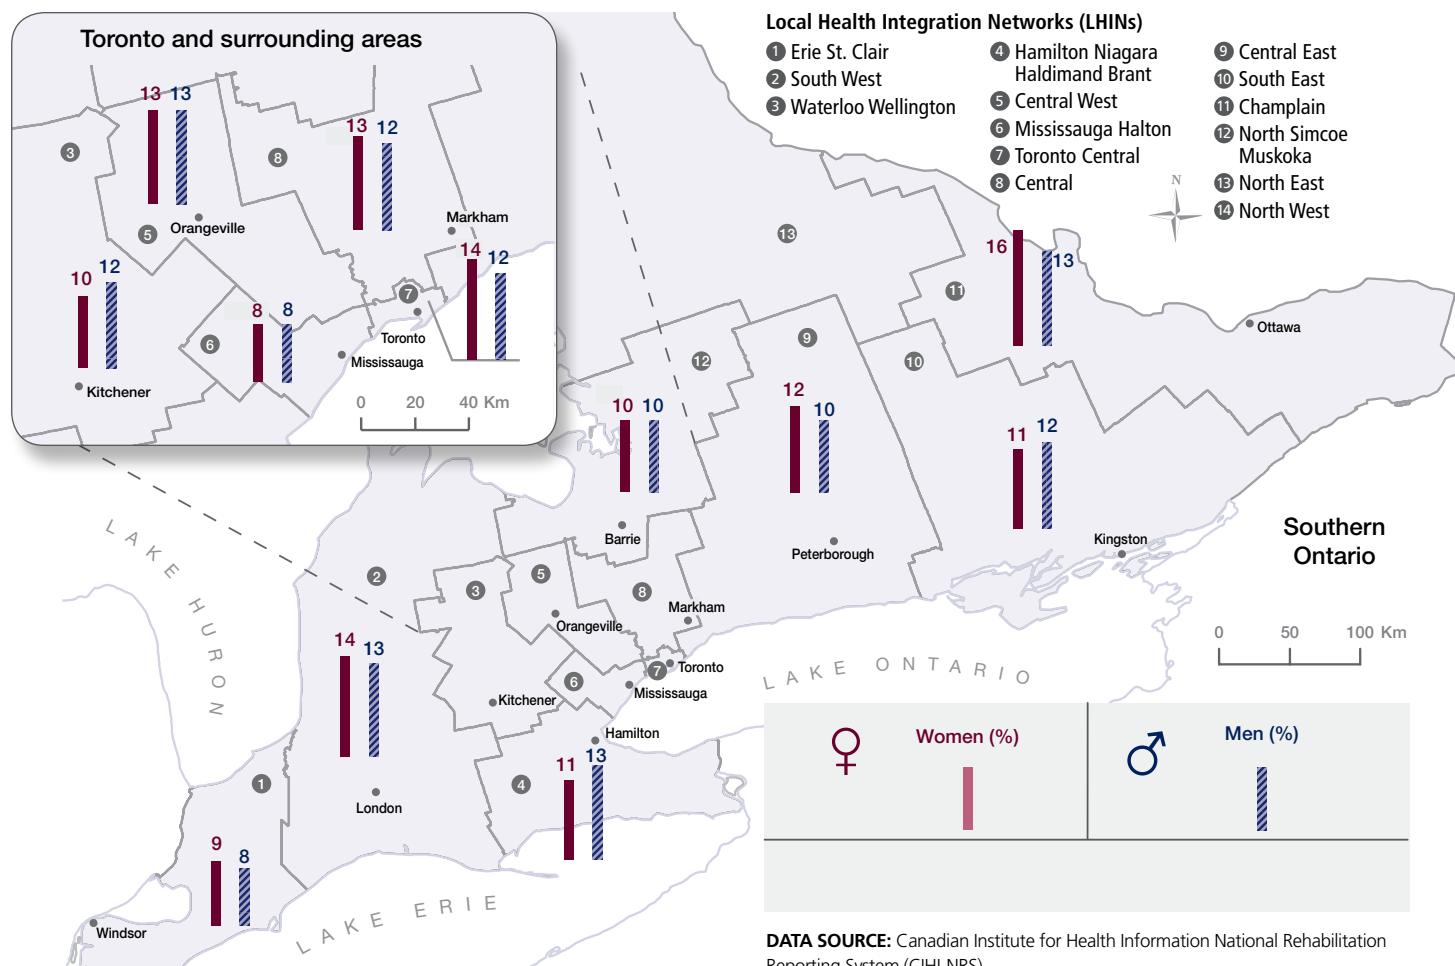 Toronto and surrounding areas
13 13
13 12
3
8
5
Orangeville
Markham
14 12
10 12
7
8 8
6
Toronto
Mississauga
Kitchener
0 20 40 Km
Local Health Integration Networks (LHINs)
1 Erie St. Clair
2 South West
3 Waterloo Wellington
4 Hamilton Niagara
Haldimand Brant
5 Central West
6 Mississauga Halton
7 Toronto Central
8 Central
9 Central East
10 South East
11 Champlain
12 North Simcoe
Muskoka
13 North East
14 North West
N
13
16 13
11
Ottawa
9
12
10
12 10
10 10
11 12
Barrie
Peterborough
Kingston
Southern
Ontario
LAKE HURON
2
3
5
8
Markham
Orangeville
14 13
Toronto
7
6
Mississauga
Kitchener
LAKE ONTARIO
0 50 100 Km
Hamilton
11 13
4
1
London
9 8
Windsor
LAKE ERIE
Women (%)
Men (%)
DATA SOURCE: Canadian Institute for Health Information National Rehabilitation
Reporting System (CIHI-NRS)